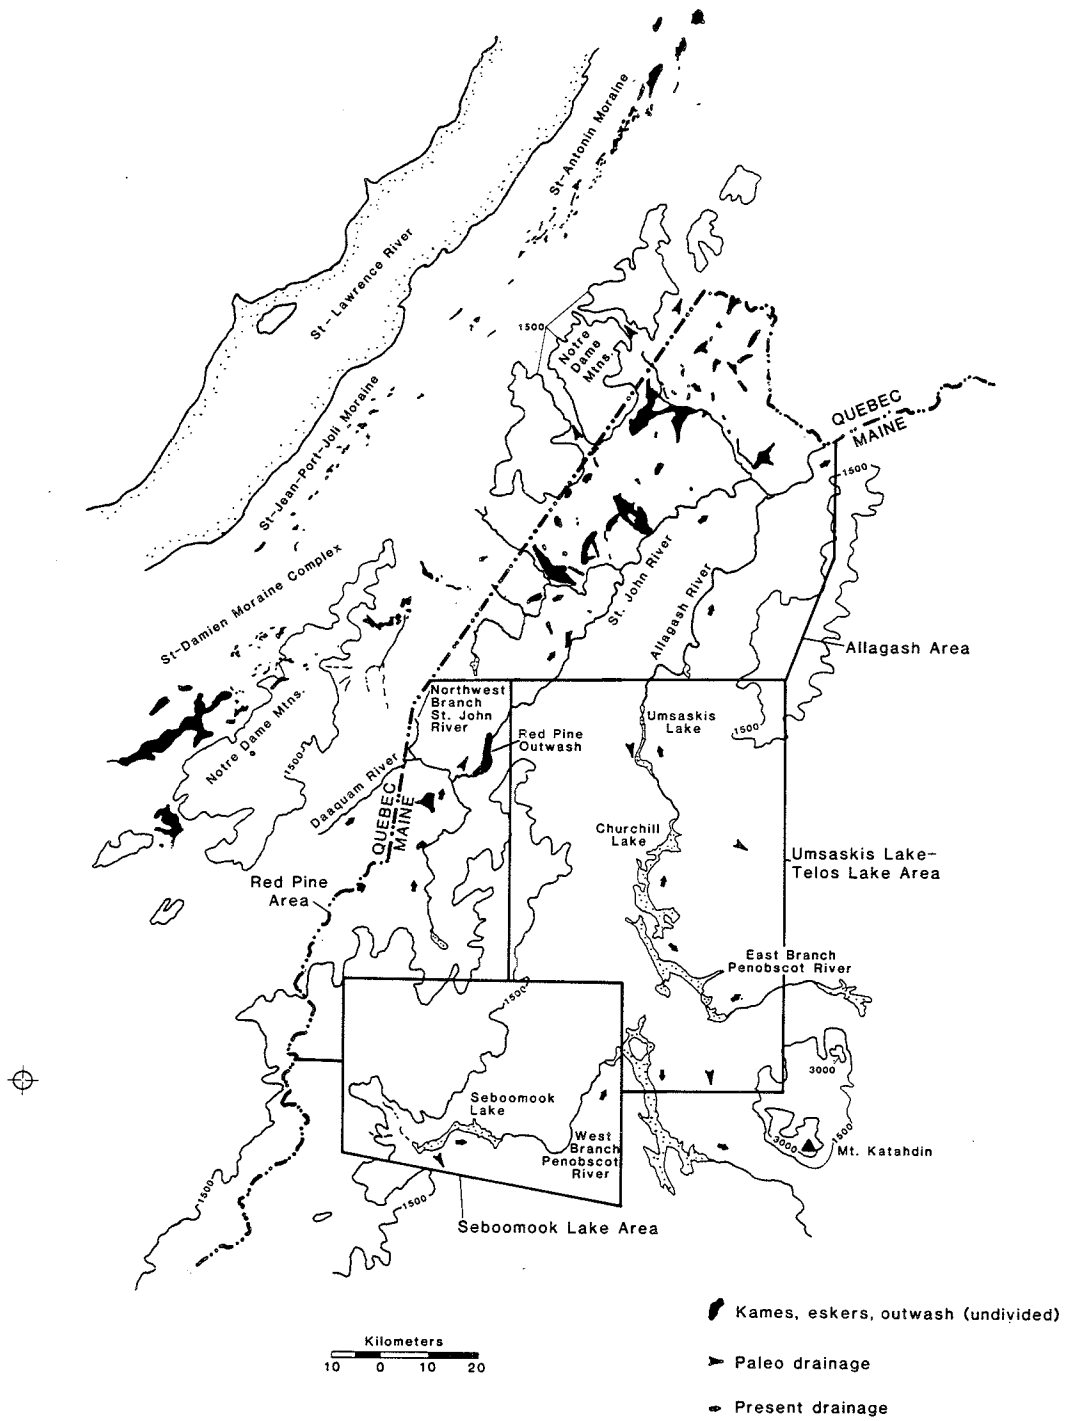 St-Antonin Moraine
St-Lawrence River
1500
Notre
Dame
Mtns.
QUEBEC
MAINE
1500
St-Jean-Port-Joli Moraine
St-Damien Moraine Complex
St. John River
Allagash River
Allagash Area
Notre Dame Mtns.
1500
Northwest
Branch
St. John
River
Red Pine
Outwash
Umsaskis
Lake
1500
Daaquam River
QUEBEC
MAINE
Churchill
Lake
Umsaskis Lake-
Telos Lake Area
Red Pine
Area
East Branch
Penobscot River
1500
3000
Seboomook
Lake
West
Branch
Penobscot
River
3000
1500
Mt. Katahdin
1500
1500
Seboomook Lake Area
Kilometers
10 0 10 20
Kames, eskers, outwash (undivided)
Paleo drainage
Present drainage